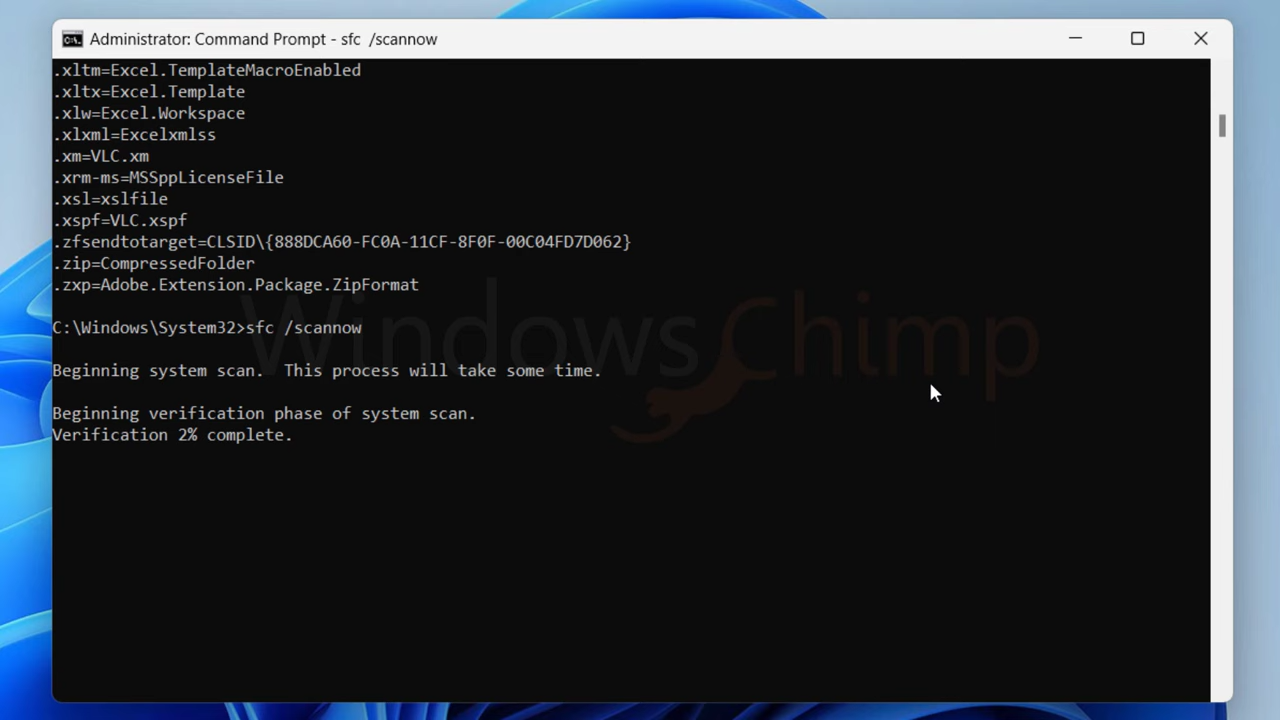 Administrator: Command Prompt - sfc  /scannow
.xltm=Excel.TemplateMacroEnabled
.xltx=Excel.Template
.xlw=Excel.Workspace
.xlxml=Excelxmlss
.xm=VLC.xm
.xrm-ms=MSSppLicenseFile
.xsl=xslfile
.xspf=VLC.xspf
.zfsendtotarget=CLSID\{888DCA60-FC0A-11CF-8F0F-00C04FD7D062}
.zip=CompressedFolder
.zxp=Adobe.Extension.Package.ZipFormat
C:\Windows\System32>sfc /scannow
WindowsChimp
Beginning system scan.  This process will take some time.
Beginning verification phase of system scan.
Verification 2% complete.